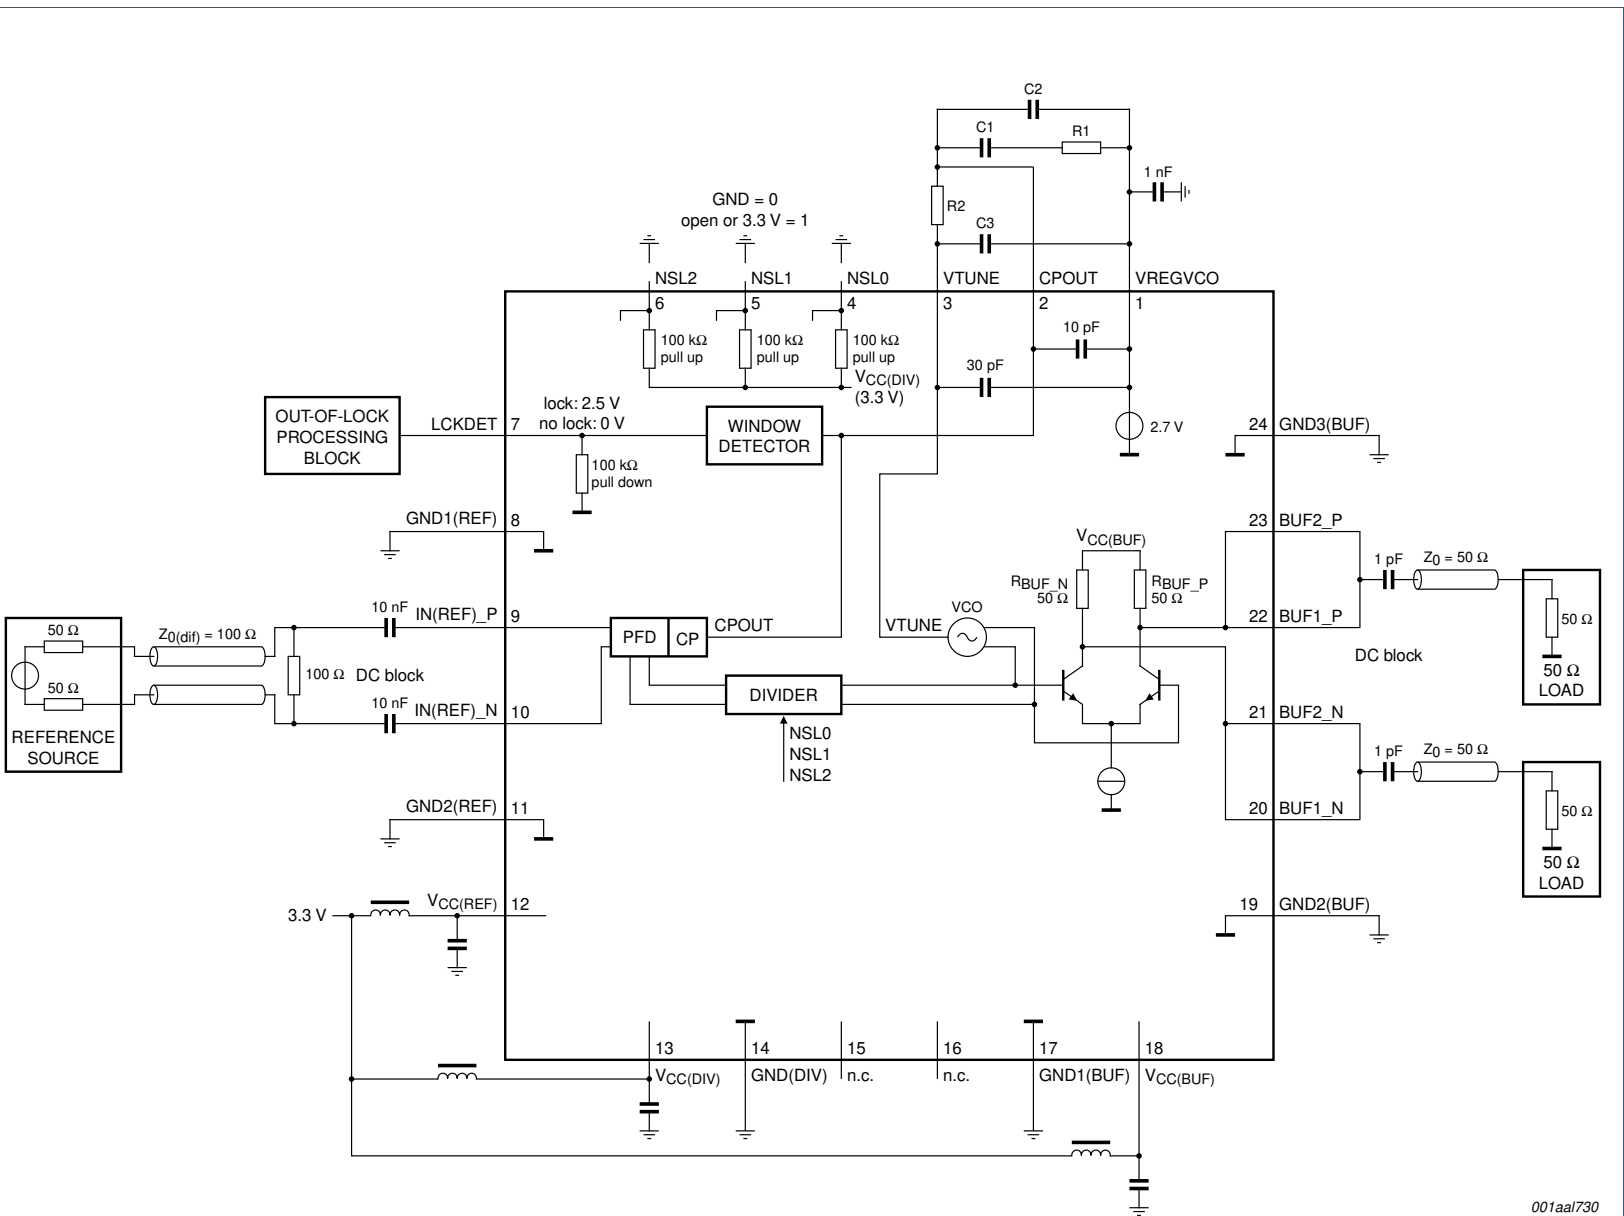 C2
C1
R1
1 nF
GND = 0
open or 3.3 V = 1
R2
C3
NSL2
NSL1
NSL0
VTUNE
CPOUT
VREGVCO
6
5
4
3
2
1
100 kΩ
pull up
100 kΩ
pull up
100 kΩ
pull up
10 pF
30 pF
VCC(DIV)
(3.3 V)
2.7 V
OUT-OF-LOCK
PROCESSING
BLOCK
LCKDET
7
lock: 2.5 V
no lock: 0 V
WINDOW
DETECTOR
100 kΩ
pull down
24
GND3(BUF)
GND1(REF)
8
23
BUF2_P
VCC(BUF)
RBUF_N
50 Ω
RBUF_P
50 Ω
1 pF
Z0 = 50 Ω
50 Ω
50 Ω
LOAD
10 nF
IN(REF)_P
9
PFD
CP
CPOUT
VTUNE
VCO
22
BUF1_P
50 Ω
50 Ω
REFERENCE
SOURCE
Z0(dif) = 100 Ω
100 Ω
DC block
DC block
10 nF
IN(REF)_N
10
DIVIDER
NSL0
NSL1
NSL2
21
BUF2_N
1 pF
Z0 = 50 Ω
50 Ω
50 Ω
LOAD
GND2(REF)
11
20
BUF1_N
3.3 V
VCC(REF)
12
19
GND2(BUF)
13
14
15
16
17
18
VCC(DIV)
GND(DIV)
n.c.
n.c.
GND1(BUF)
VCC(BUF)
001aal730